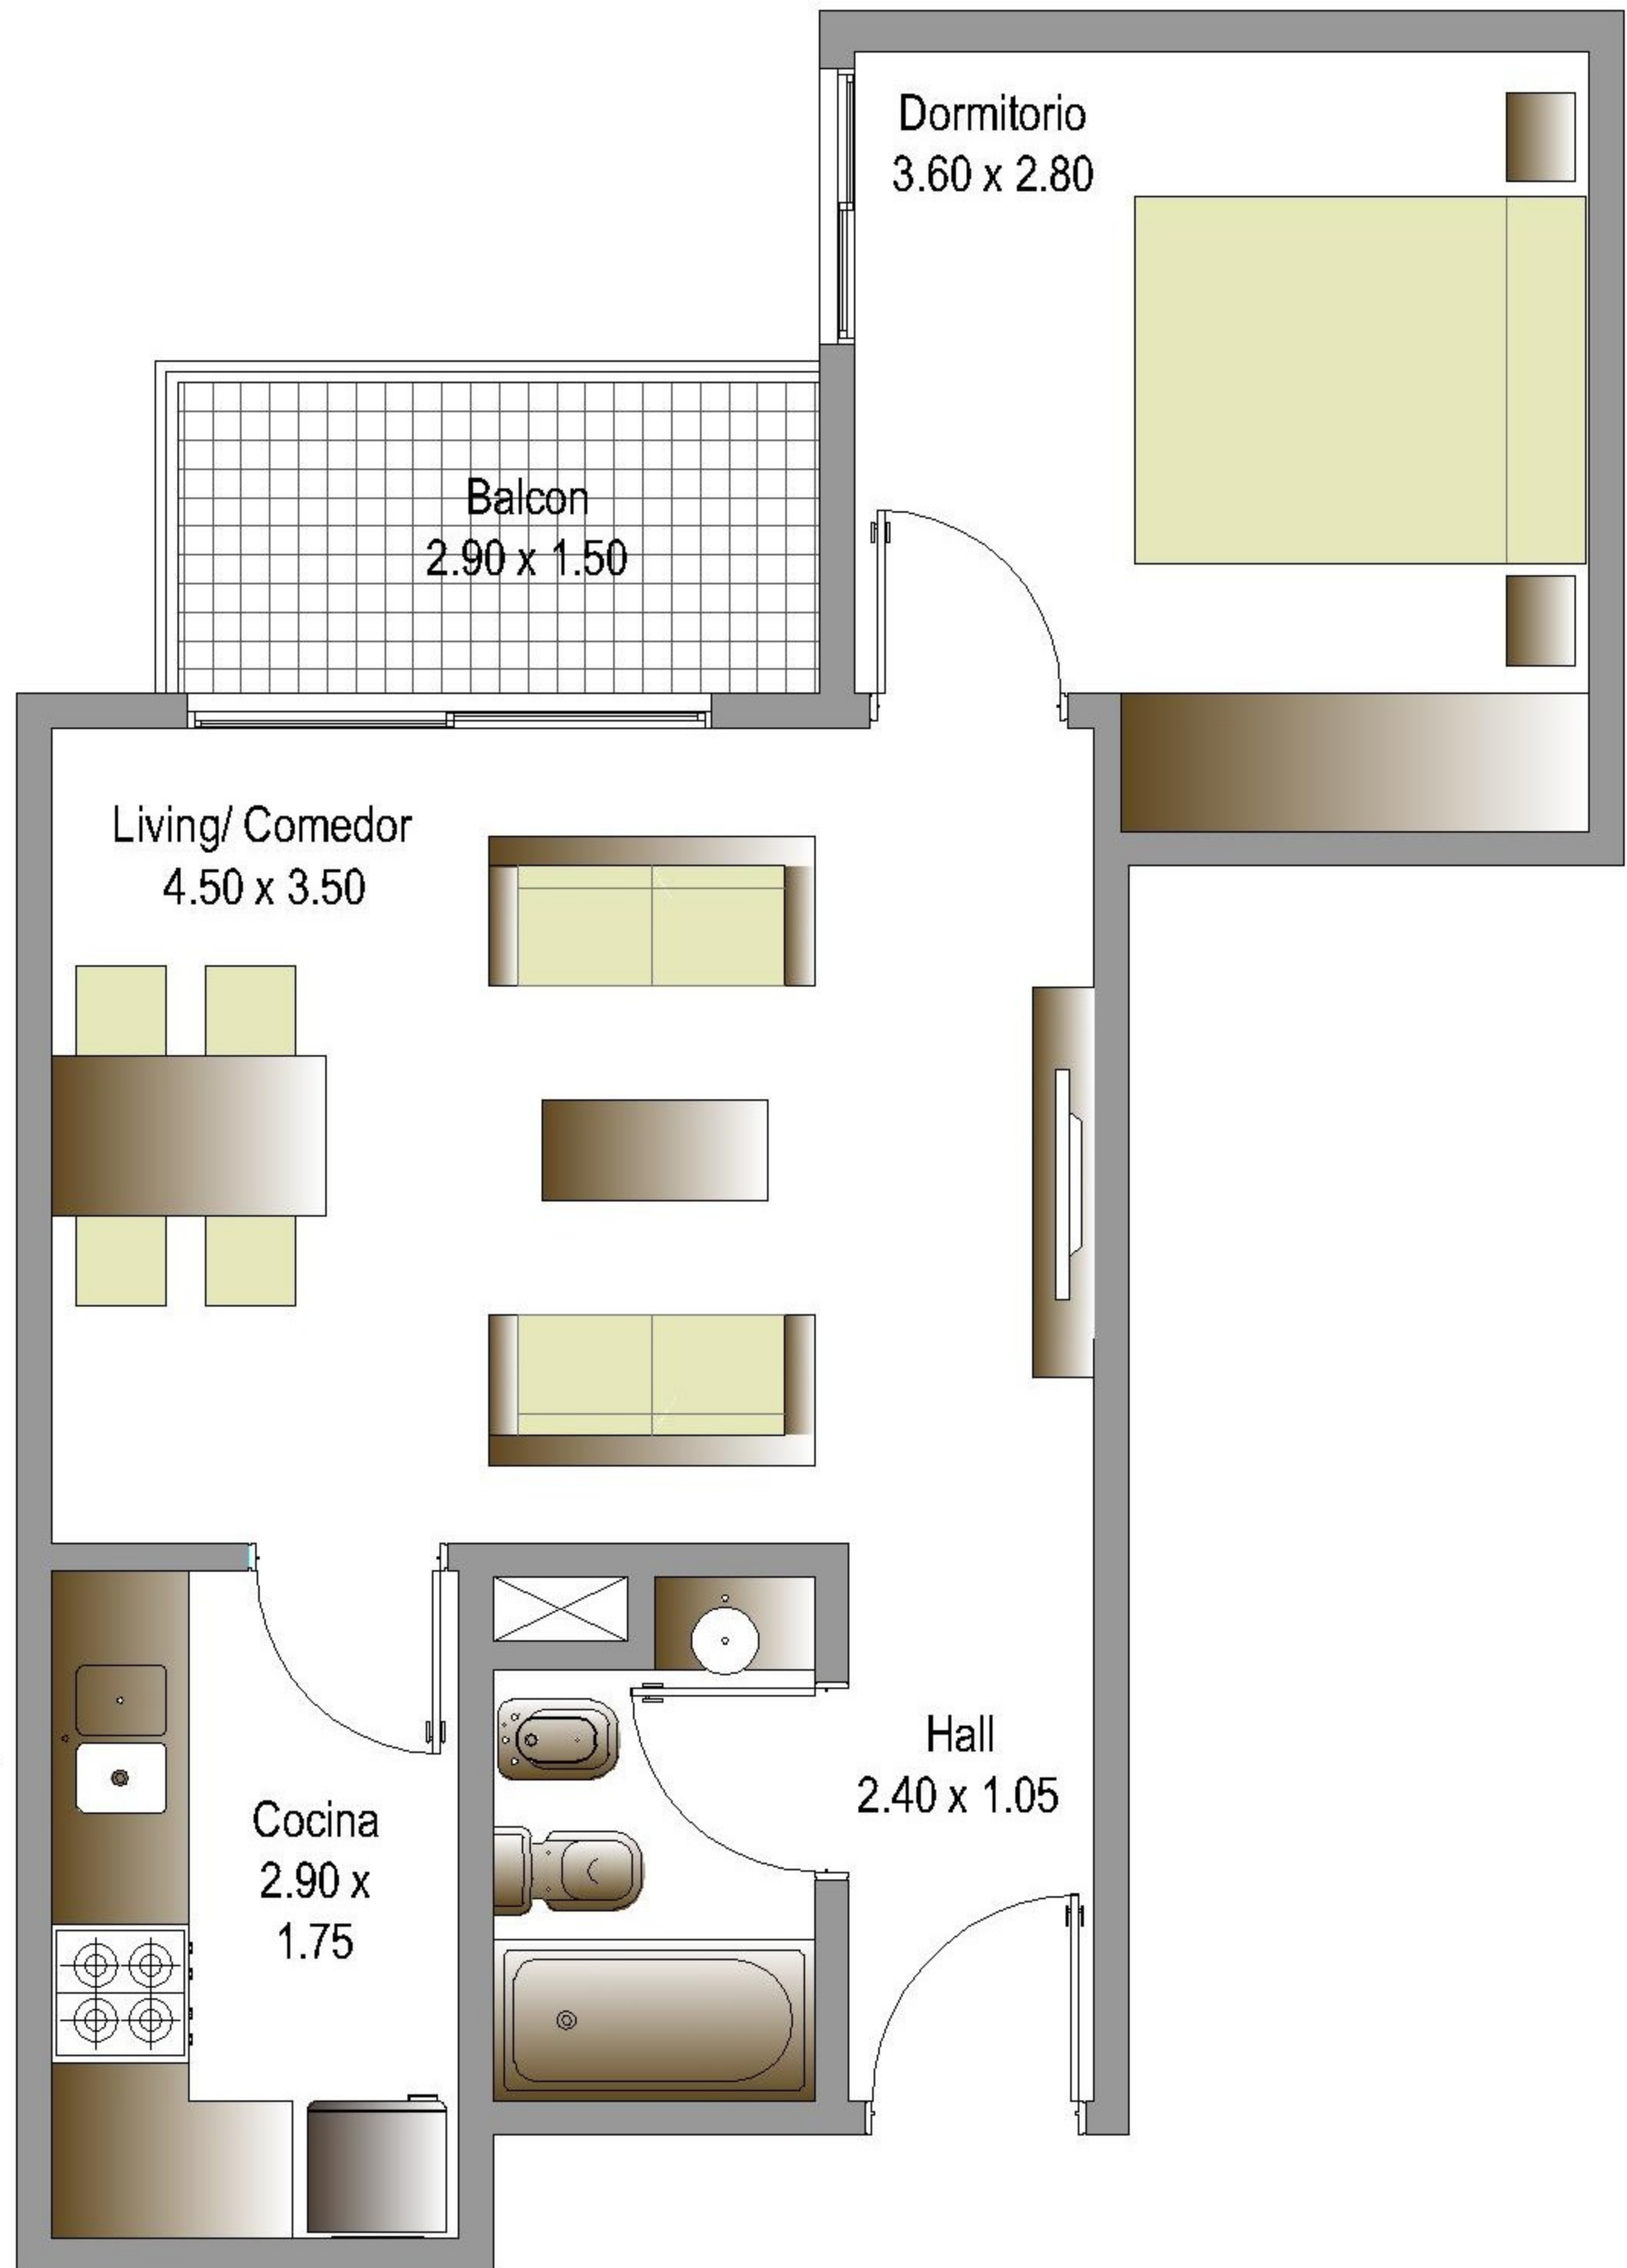 Dormitorio
3.60 x 2.80
Balcon
2.90 x 1.50
Living/ Comedor
4.50 x 3.50
Hall
2.40 x 1.05
Cocina
2.90 x
1.75